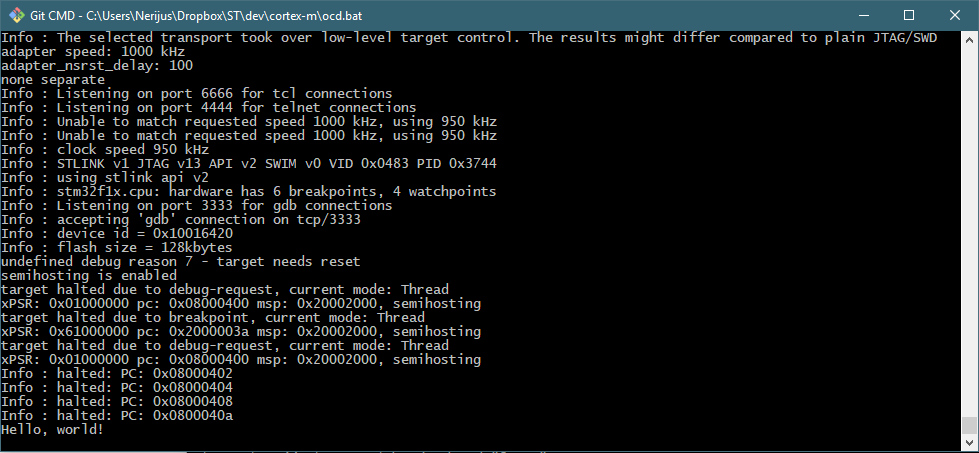 Git CMD - C:\Users\Nerijus\Dropbox\ST\dev\cortex-m\ocd.bat
Info : The selected transport took over low-level target control. The results might differ compared to plain JTAG/SWD
adapter speed: 1000 kHz
adapter_nsrst_delay: 100
none separate
Info : Listening on port 6666 for tcl connections
Info : Listening on port 4444 for telnet connections
Info : Unable to match requested speed 1000 kHz, using 950 kHz
Info : Unable to match requested speed 1000 kHz, using 950 kHz
Info : clock speed 950 kHz
Info : STLINK v1 JTAG v13 API v2 SWIM v0 VID 0x0483 PID 0x3744
Info : using stlink api v2
Info : stm32f1x.cpu: hardware has 6 breakpoints, 4 watchpoints
Info : Listening on port 3333 for gdb connections
Info : accepting 'gdb' connection on tcp/3333
Info : device id = 0x10016420
Info : flash size = 128kbytes
undefined debug reason 7 - target needs reset
semihosting is enabled
target halted due to debug-request, current mode: Thread
xPSR: 0x01000000 pc: 0x08000400 msp: 0x20002000, semihosting
target halted due to breakpoint, current mode: Thread
xPSR: 0x61000000 pc: 0x2000003a msp: 0x20002000, semihosting
target halted due to debug-request, current mode: Thread
xPSR: 0x01000000 pc: 0x08000400 msp: 0x20002000, semihosting
Info : halted: PC: 0x08000402
Info : halted: PC: 0x08000404
Info : halted: PC: 0x08000408
Info : halted: PC: 0x0800040a
Hello, world!